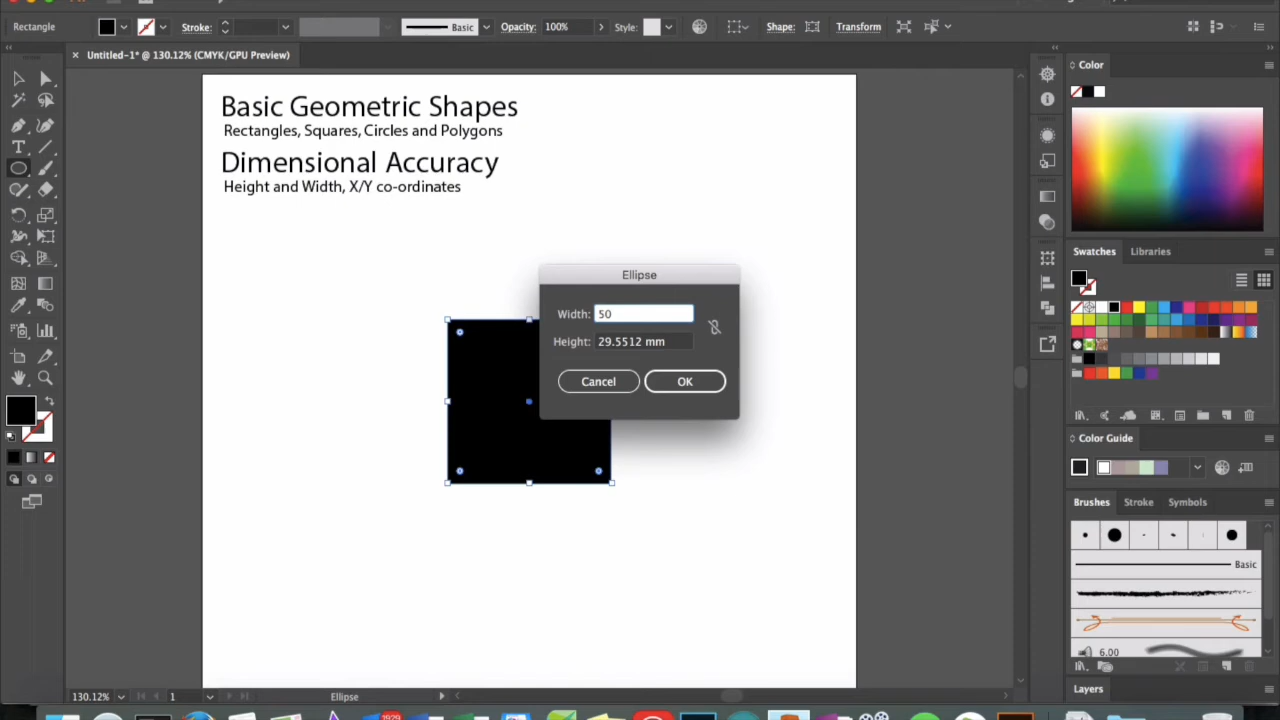 Rectangle
Stroke:
Basic
Opacity:
100%
Style:
Shape:
Transform
Untitled-1* @ 130.12% (CMYK/GPU Preview)
Color
Basic Geometric Shapes
Rectangles, Squares, Circles and Polygons
Dimensional Accuracy
Height and Width, X/Y co-ordinates
Swatches
Libraries
Ellipse
Width: 50
Height: 29.5512 mm
Cancel
OK
Color Guide
Brushes
Stroke
Symbols
Basic
6.00
Layers
130.12%
1
Ellipse
1929